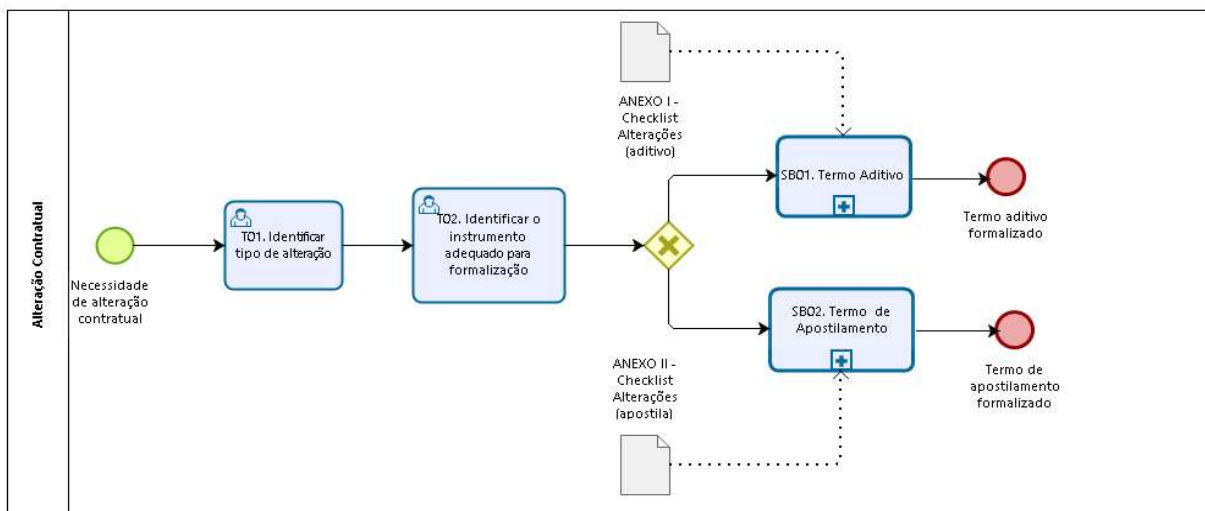 Alteração Contratual
Necessidade
de alteração
contratual
T01. Identificar
tipo de alteração
T02. Identificar o
instrumento
adequado para
formalização
ANEXO I -
Checklist
Alterações
(aditivo)
SB01. Termo Aditivo
Termo aditivo
formalizado
SB02. Termo de
Apostilamento
Termo de
apostilamento
formalizado
ANEXO II -
Checklist
Alterações
(apostila)